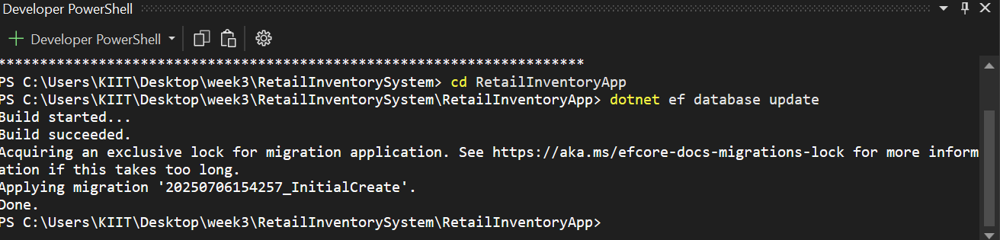 Developer PowerShell
Developer PowerShell
**********************************************************************
PS C:\Users\KIIT\Desktop\week3\RetailInventorySystem> cd RetailInventoryApp
PS C:\Users\KIIT\Desktop\week3\RetailInventorySystem\RetailInventoryApp> dotnet ef database update
Build started...
Build succeeded.
Acquiring an exclusive lock for migration application. See https://aka.ms/efcore-docs-migrations-lock for more inform
ation if this takes too long.
Applying migration '20250706154257_InitialCreate'.
Done.
PS C:\Users\KIIT\Desktop\week3\RetailInventorySystem\RetailInventoryApp>